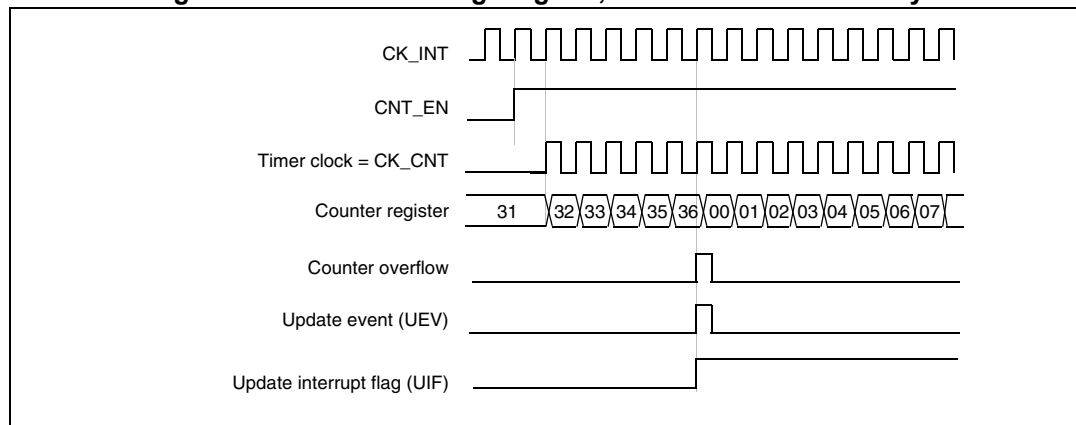 CK_INT
CNT_EN
Timer clock = CK_CNT
Counter register 31 32 33 34 35 36 00 01 02 03 04 05 06 07
Counter overflow
Update event (UEV)
Update interrupt flag (UIF)